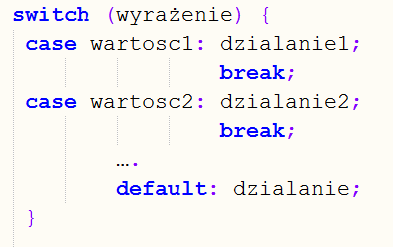 switch (wyrażenie) {
case wartosc1: dzialanie1;
break;
case wartosc2: dzialanie2;
break;
….
default: dzialanie;
}